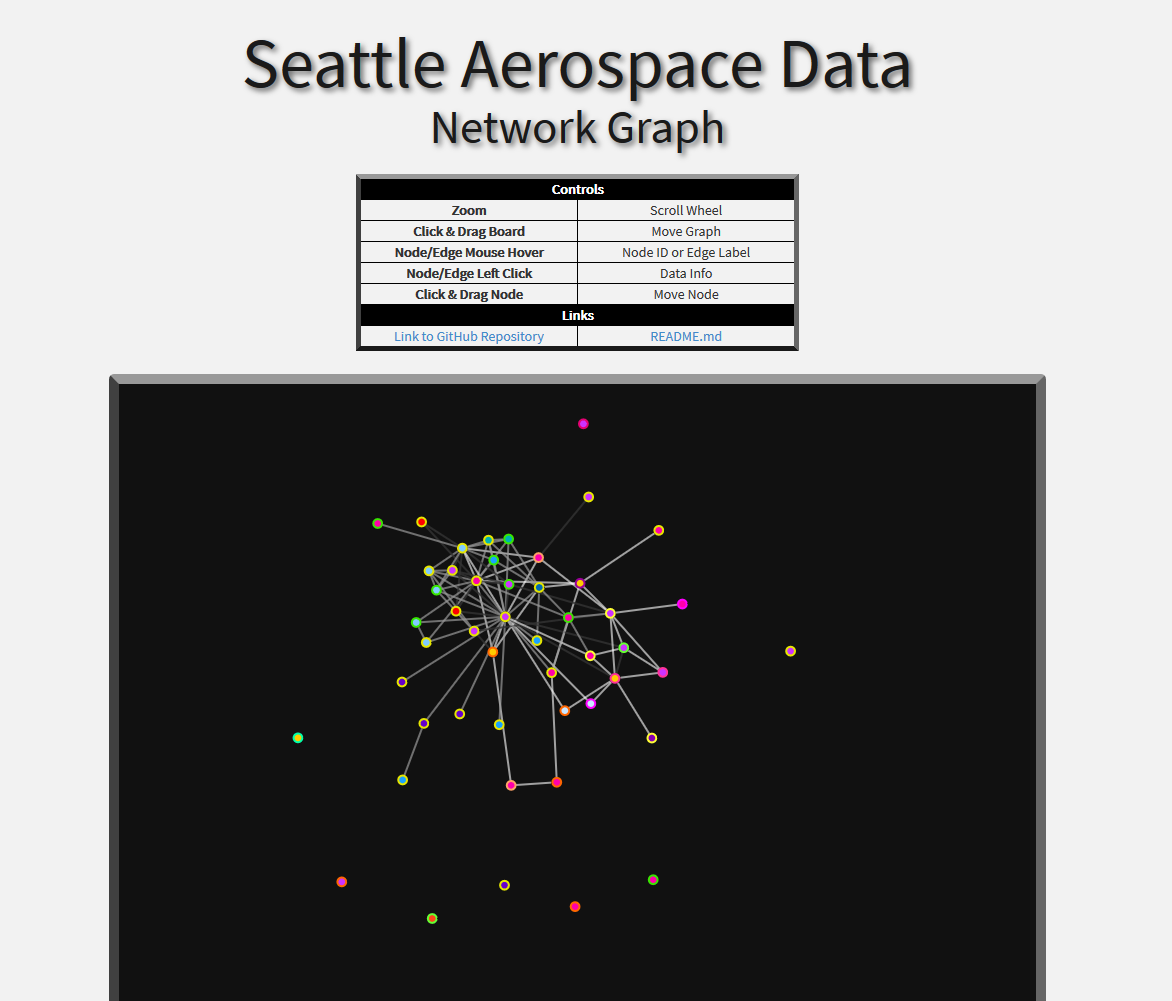 Seattle Aerospace Data
Network Graph
Controls
Zoom Scroll Wheel
Click & Drag Board Move Graph
Node/Edge Mouse Hover Node ID or Edge Label
Node/Edge Left Click Data Info
Click & Drag Node Move Node
Links
Link to GitHub Repository README.md